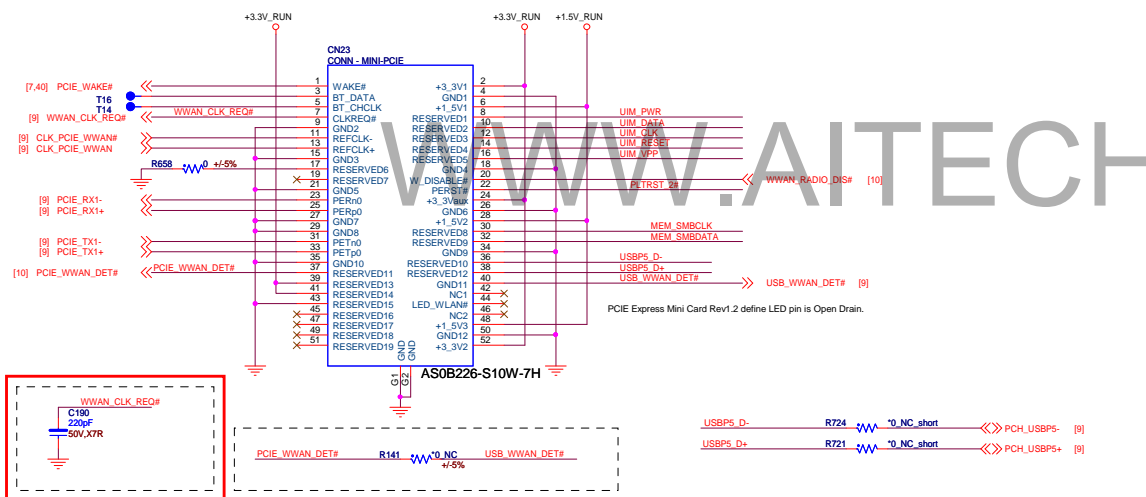 +3.3V_RUN
+3.3V_RUN +1.5V_RUN
CN23
CONN - MINI-PCIE
[7,40] PCIE_WAKE# 1 WAKE# +3_3V1 2
T16 3 BT_DATA GND1 4
T14 5 BT_CHCLK +1_5V1 6
[9] WWAN_CLK_REQ# WWAN_CLK_REQ# 7 CLKREQ# RESERVED1 8 UIM_PWR
9 GND2 RESERVED2 10 UIM_DATA
[9] CLK_PCIE_WWAN# 11 REFCLK- RESERVED3 12 UIM_CLK
[9] CLK_PCIE_WWAN 13 REFCLK+ RESERVED4 14 UIM_RESET
15 GND3 RESERVED5 16 UIM_VPP
R658 0 +/-5% 17 RESERVED6 GND4 18
19 RESERVED7 W_DISABLE# 20 WWAN_RADIO_DIS# [10]
21 GND5 PERST# 22 PLTRST_2#
[9] PCIE_RX1- 23 PERn0 +3_3Vaux 24
[9] PCIE_RX1+ 25 PERp0 GND6 26
27 GND7 +1_5V2 28
29 GND8 RESERVED8 30 MEM_SMBCLK
[9] PCIE_TX1- 31 PETn0 RESERVED9 32 MEM_SMBDATA
[9] PCIE_TX1+ 33 PETp0 GND9 34
35 GND10 RESERVED10 36 USBP5_D-
[10] PCIE_WWAN_DET# PCIE_WWAN_DET# 37 RESERVED11 RESERVED12 38 USBP5_D+
39 RESERVED13 GND11 40 USB_WWAN_DET# USB_WWAN_DET# [9]
41 RESERVED14 NC1 42
43 RESERVED15 LED_WLAN# 44
45 RESERVED16 NC2 46
47 RESERVED17 +1_5V3 48
49 RESERVED18 GND12 50
51 RESERVED19 +3_3V2 52
PCIE Express Mini Card Rev1.2 define LED pin is Open Drain.
GND GND
G1 G2
AS0B226-S10W-7H
WWW.AITECH
WWAN_CLK_REQ#
C190
220pF
50V,X7R
PCIE_WWAN_DET# R141 *0_NC USB_WWAN_DET#
+/-5%
USBP5_D- R724 *0_NC_short PCH_USBP5- [9]
USBP5_D+ R721 *0_NC_short PCH_USBP5+ [9]